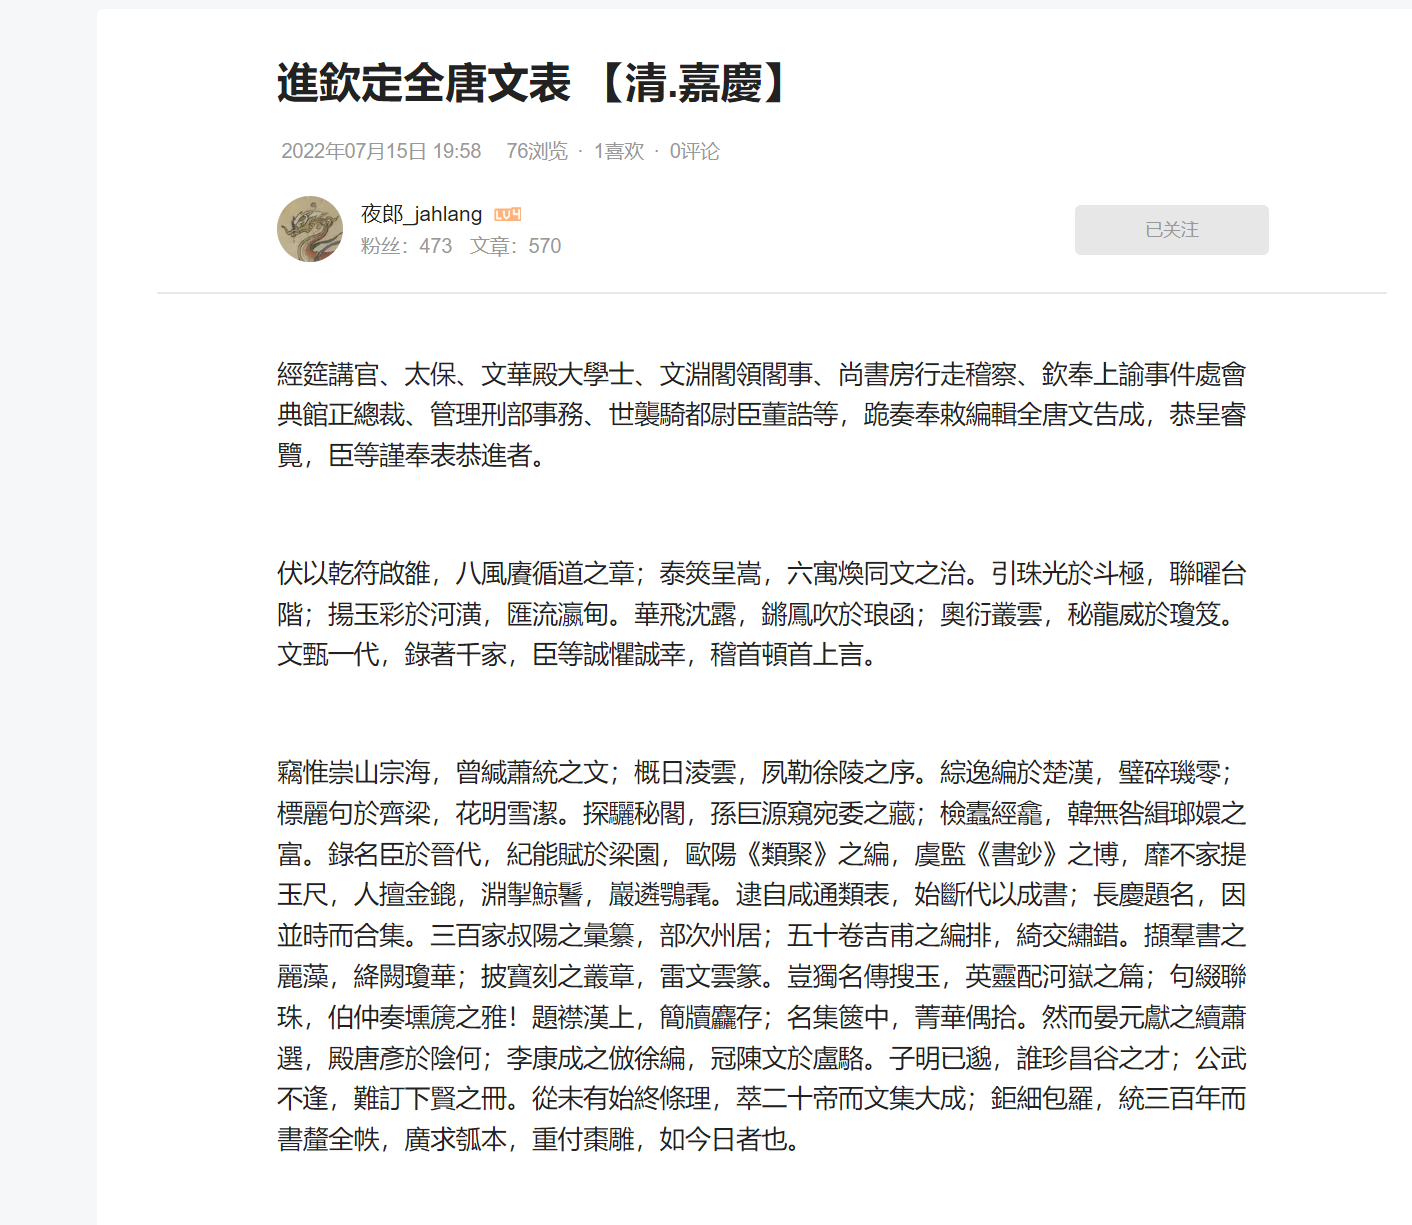 進欽定全唐文表 【清.嘉慶】
2022年07月15日 19:58 76浏览 · 1喜欢 · 0评论
夜郎_jahlang LV4
粉丝：473 文章：570
已关注
經筵講官、太保、文華殿大學士、文淵閣領閣事、尚書房行走稽察、欽奉上諭事件處會
典館正總裁、管理刑部事務、世襲騎都尉臣董誥等，跪奏奉敕編輯全唐文告成，恭呈睿
覽，臣等謹奉表恭進者。
伏以乾符啟雒，八風賡循道之章；泰筴呈嵩，六寓煥同文之治。引珠光於斗極，聯曜台
階；揚玉彩於河潢，匯流瀛甸。華飛沈露，鏘鳳吹於琅函；奧衍叢雲，秘龍威於瓊笈。
文甄一代，錄著千家，臣等誠懼誠幸，稽首頓首上言。
竊惟崇山宗海，曾緘蕭統之文；概日淩雲，夙勒徐陵之序。綜逸編於楚漢，璧碎璣零；
標麗句於齊梁，花明雪潔。探驪秘閣，孫巨源窺宛委之藏；檢蠹經龕，韓無咎緝瑯嬛之
富。錄名臣於晉代，紀能賦於梁園，歐陽《類聚》之編，虞監《書鈔》之博，靡不家提
玉尺，人擅金鎞，淵掣鯨鬐，巖遴鶚毳。逮自咸通類表，始斷代以成書；長慶題名，因
並時而合集。三百家叔陽之彙纂，部次州居；五十卷吉甫之編排，綺交繡錯。擷羣書之
麗藻，絳闕瓊華；披寶刻之叢章，雷文雲篆。豈獨名傳搜玉，英靈配河嶽之篇；句綴聯
珠，伯仲奏壎篪之雅！題襟漢上，簡牘麤存；名集篋中，菁華偶拾。然而晏元獻之續蕭
選，殿唐彥於陰何；李康成之倣徐編，冠陳文於盧駱。子明已邈，誰珍昌谷之才；公武
不逢，難訂下賢之冊。從未有始終條理，萃二十帝而文集大成；鉅細包羅，統三百年而
書釐全帙，廣求瓻本，重付棗雕，如今日者也。